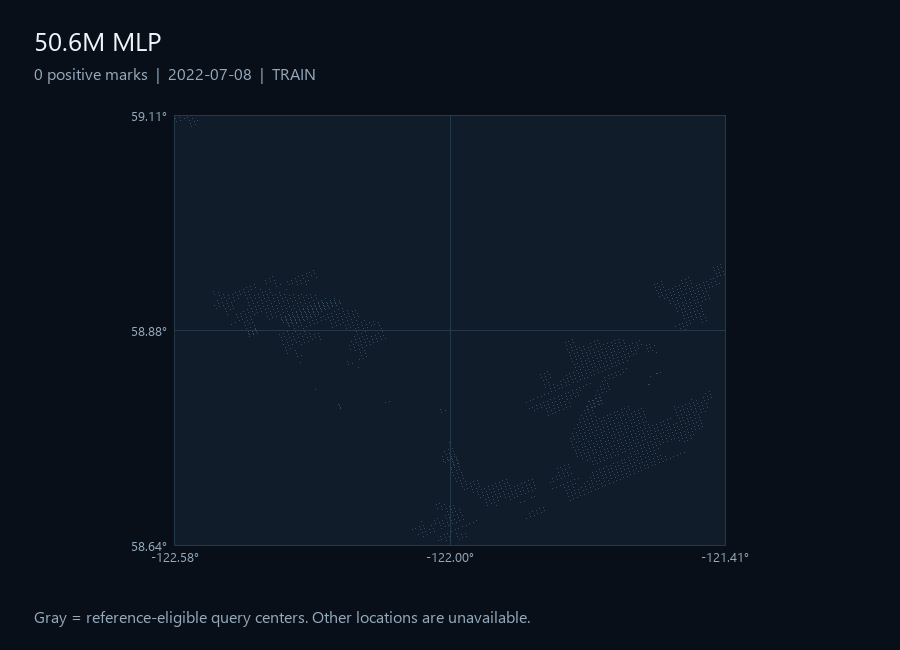 50.6M MLP
0 positive marks | 2022-07-08 | TRAIN
59.11°
58.88°
58.64°
-122.58° -122.00° -121.41°
Gray = reference-eligible query centers. Other locations are unavailable.